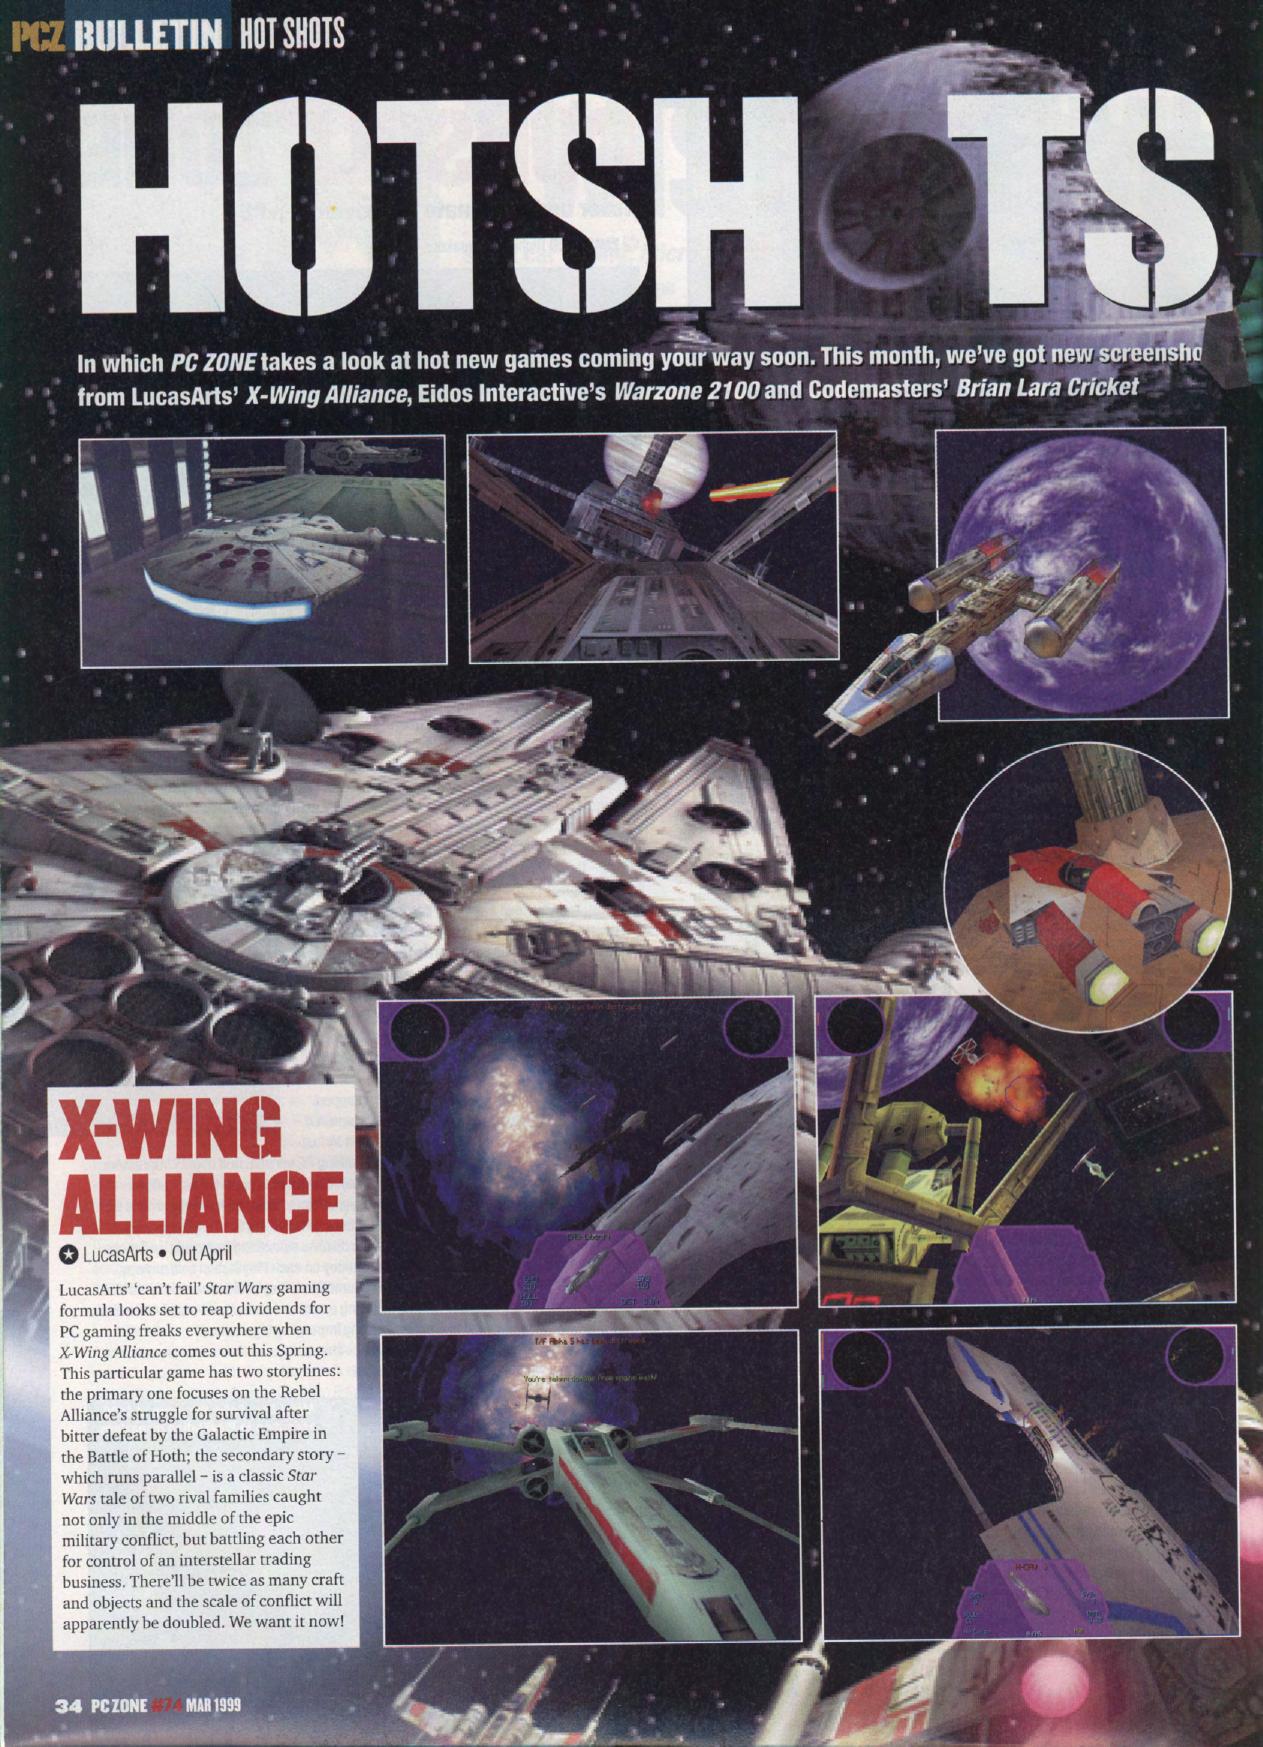 PCZ BULLETIN HOT SHOTS
HOTSHOTS
In which PC ZONE takes a look at hot new games coming your way soon. This month, we've got new screensho
from LucasArts' X-Wing Alliance, Eidos Interactive's Warzone 2100 and Codemasters' Brian Lara Cricket
X-WING
ALLIANCE
LucasArts • Out April
LucasArts' 'can't fail' Star Wars gaming
formula looks set to reap dividends for
PC gaming freaks everywhere when
X-Wing Alliance comes out this Spring.
This particular game has two storylines:
the primary one focuses on the Rebel
Alliance's struggle for survival after
bitter defeat by the Galactic Empire in
the Battle of Hoth; the secondary story –
which runs parallel – is a classic Star
Wars tale of two rival families caught
not only in the middle of the epic
military conflict, but battling each other
for control of an interstellar trading
business. There'll be twice as many craft
and objects and the scale of conflict will
apparently be doubled. We want it now!
34 PC ZONE #74 MAR 1999